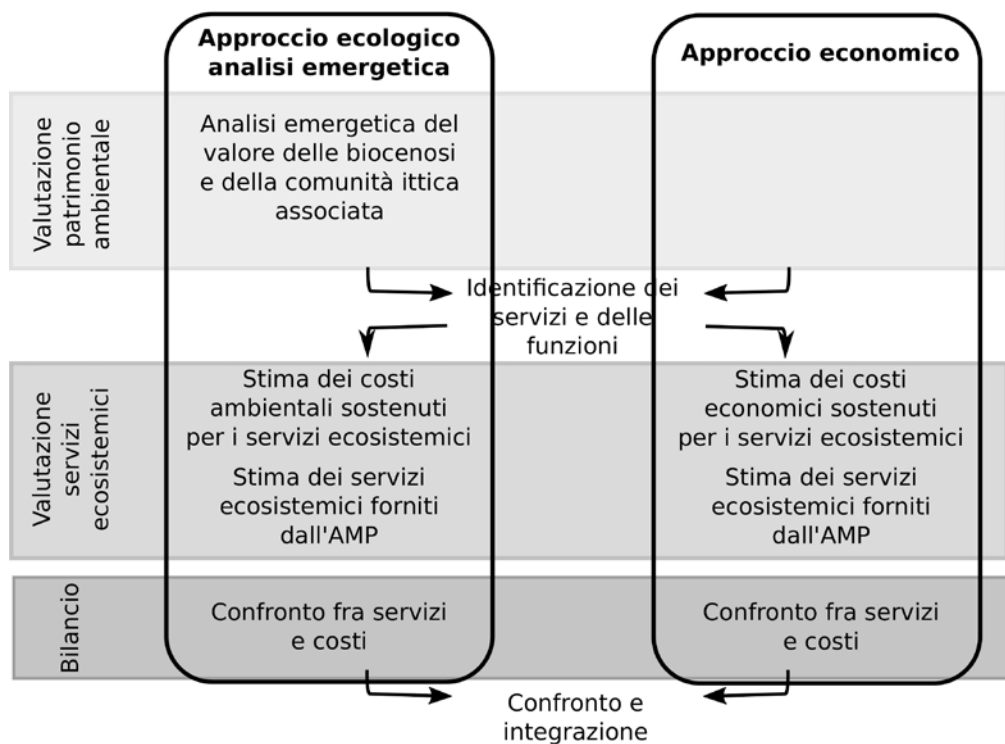 Approccio ecologico
analisi emergetica
Approccio economico
Valutazione
patrimonio
ambientale
Analisi emergetica del
valore delle biocenosi
e della comunità ittica
associata
Identificazione dei
servizi e delle
funzioni
Valutazione
servizi
ecosistemici
Stima dei costi
ambientali sostenuti
per i servizi ecosistemici
Stima dei servizi
ecosistemici forniti
dall'AMP
Stima dei costi
economici sostenuti
per i servizi ecosistemici
Stima dei servizi
ecosistemici forniti
dall'AMP
Bilancio
Confronto fra servizi
e costi
Confronto fra servizi
e costi
Confronto e
integrazione